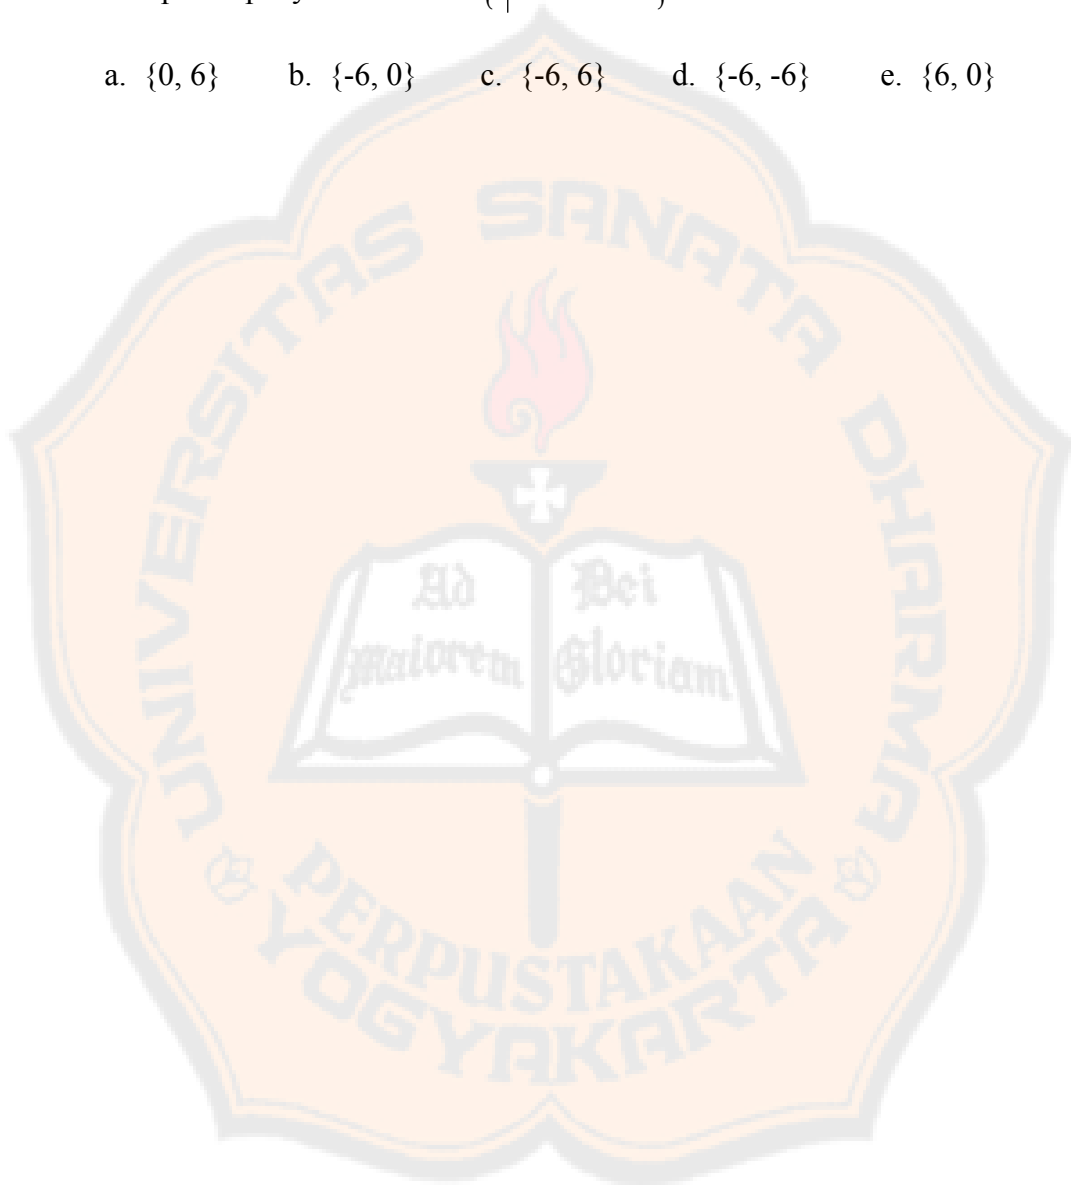 a. {0, 6} b. {-6, 0} c. {-6, 6} d. {-6, -6} e. {6, 0}
UNIVERSITAS SANATA DHARMA
Ad Dei
Maiorem Gloriam
PERPUSTAKAAN
YOGYAKARTA